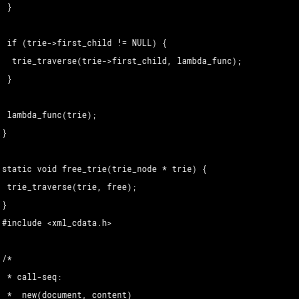 }
if (trie->first_child != NULL) {
trie_traverse(trie->first_child, lambda_func);
}
lambda_func(trie);
}
static void free_trie(trie_node * trie) {
trie_traverse(trie, free);
}
#include <xml_cdata.h>
/*
* call-seq:
* new(document, content)